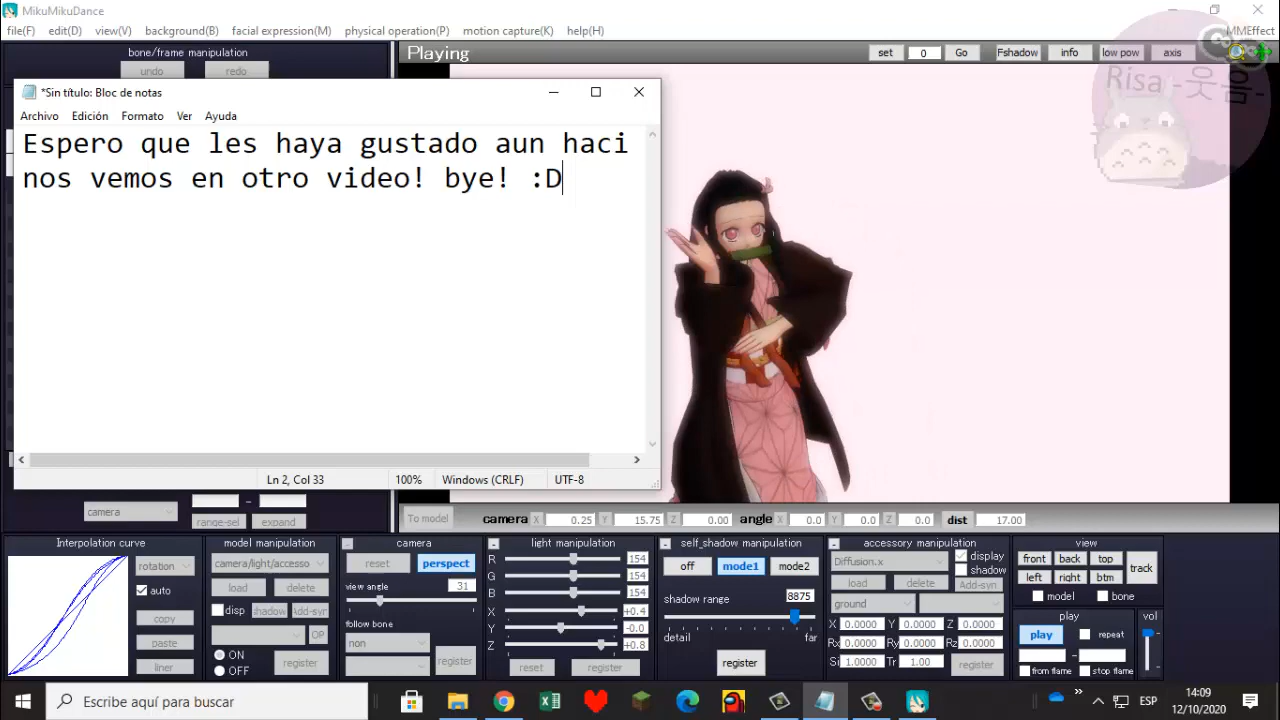 MikuMikuDance
file(F) edit(D) view(V) background(B) facial expression(M) physical operation(P) motion capture(K) help(H)
MMEffect
bone/frame manipulation
undo redo
Playing
set 0 Go Fshadow info low pow axis
Risa-웃음
*Sin título: Bloc de notas
Archivo Edición Formato Ver Ayuda
Espero que les haya gustado aun haci
nos vemos en otro video! bye! :D
Ln 2, Col 33 100% Windows (CRLF) UTF-8
camera -
range-sel expand
To model camera X 0.25 Y 15.75 Z 0.00 angle X 0.0 Y 0.0 Z 0.0 dist 17.00
Interpolation curve
rotation
auto
copy
paste
liner
model manipulation
camera/light/accesso
load delete
disp shadow Add-syn
OP
ON
OFF
register
camera
reset perspect
view angle 31
follow bone
non
register
light manipulation
R 154
G 154
B 154
X +0.4
Y -0.0
Z +0.8
reset register
self_shadow manipulation
off mode1 mode2
shadow range 8875
detail far
register
accessory manipulation
Diffusion.x display
shadow
load delete Add-syn
ground
X 0.0000 Y 0.0000 Z 0.0000
Rx 0.0000 Ry 0.0000 Rz 0.0000
Si 1.0000 Tr 1.00 register
view
front back top
left right btm
track
model bone
play
play repeat
-
from flame stop flame
vol
Escribe aquí para buscar
ESP
14:09
12/10/2020